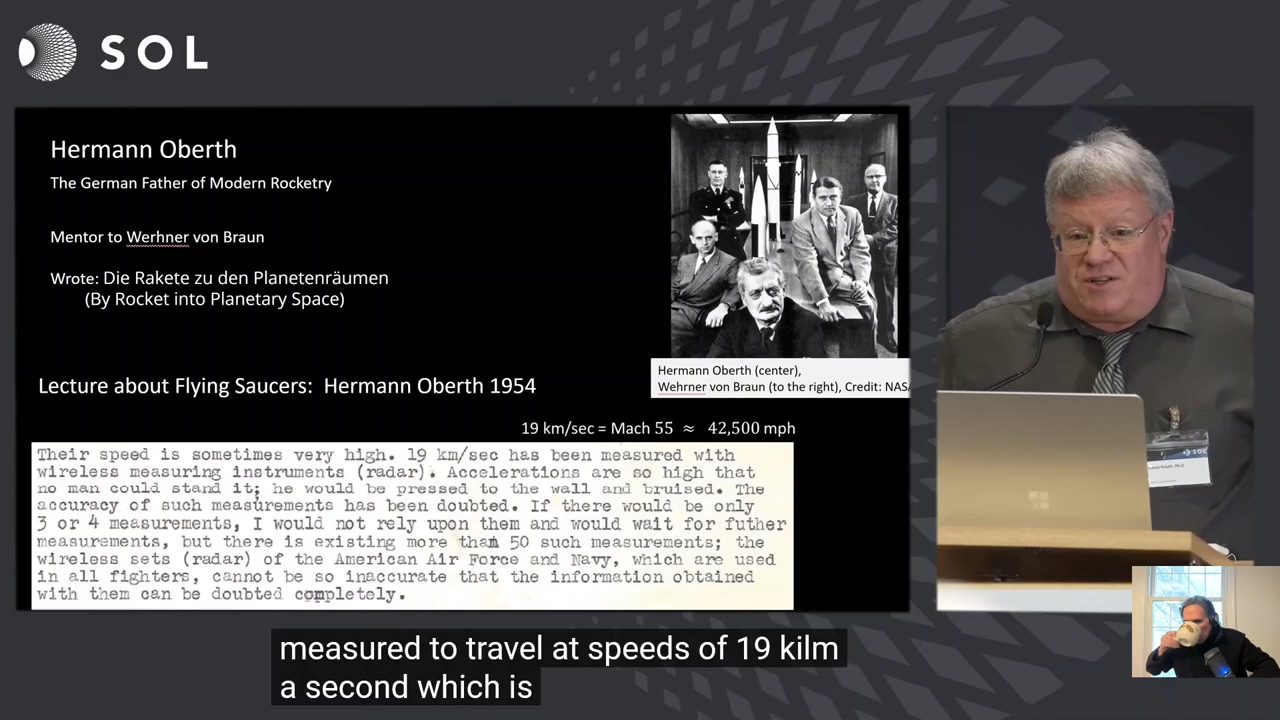 SOL
Hermann Oberth
The German Father of Modern Rocketry
Mentor to Werhner von Braun
Wrote: Die Rakete zu den Planetenräumen
(By Rocket into Planetary Space)
Hermann Oberth (center),
Wehrner von Braun (to the right), Credit: NAS
Lecture about Flying Saucers: Hermann Oberth 1954
19 km/sec = Mach 55 ≈ 42,500 mph
Their speed is sometimes very high. 19 km/sec has been measured with
wireless measuring instruments (radar). Accelerations are so high that
no man could stand it; he would be pressed to the wall and bruised. The
accuracy of such measurements has been doubted. If there would be only
3 or 4 measurements, I would not rely upon them and would wait for futher
measurements, but there is existing more than 50 such measurements; the
wireless sets (radar) of the American Air Force and Navy, which are used
in all fighters, cannot be so inaccurate that the information obtained
with them can be doubted completely.
SOL
Ph.D
measured to travel at speeds of 19 kilm
a second which is